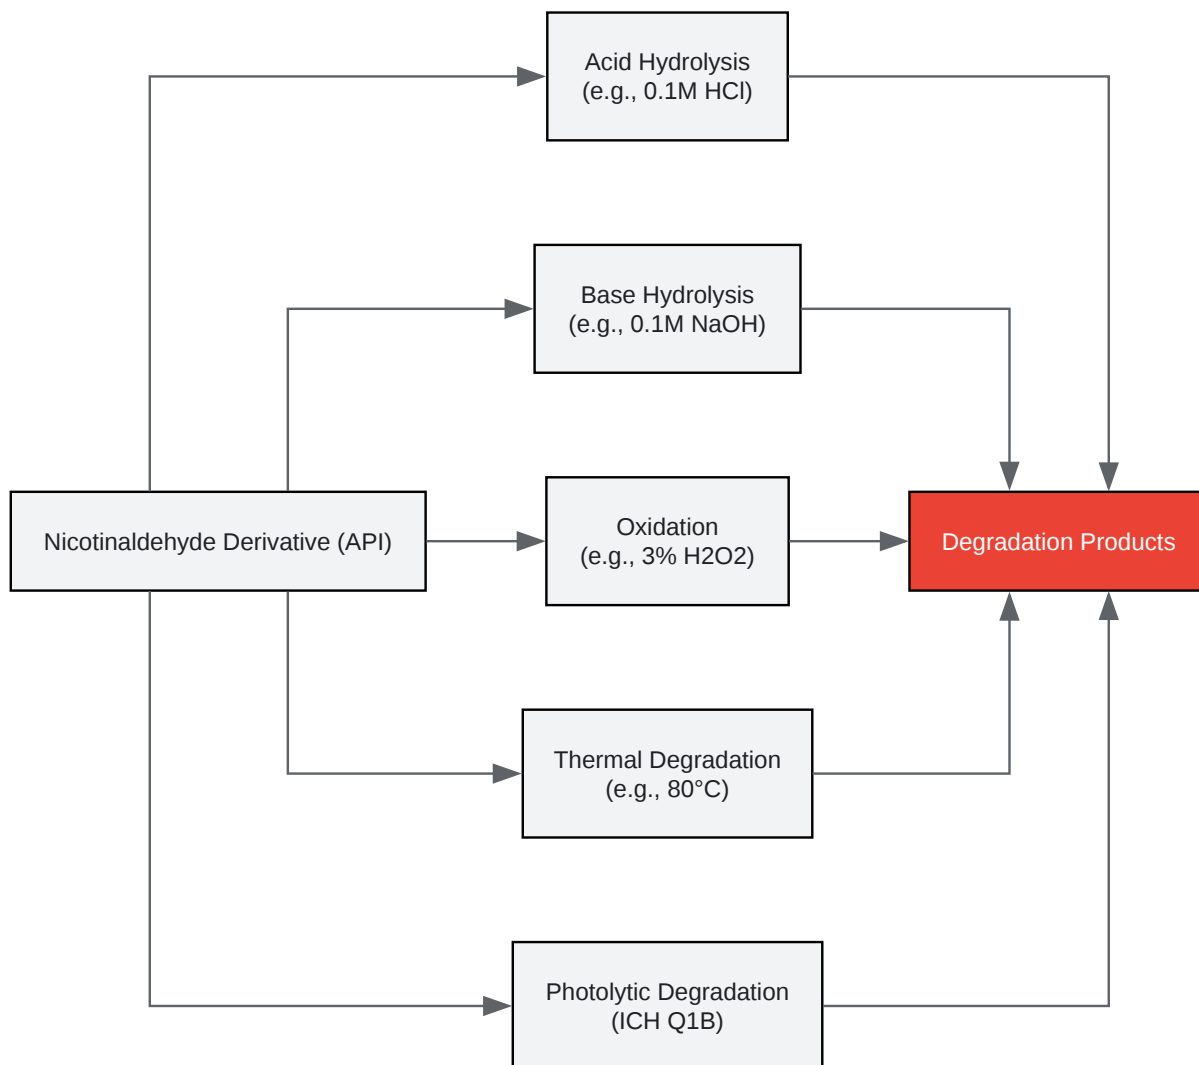 Acid Hydrolysis
(e.g., 0.1M HCl)
Base Hydrolysis
(e.g., 0.1M NaOH)
Nicotinaldehyde Derivative (API)
Oxidation
(e.g., 3% H2O2)
Degradation Products
Thermal Degradation
(e.g., 80°C)
Photolytic Degradation
(ICH Q1B)